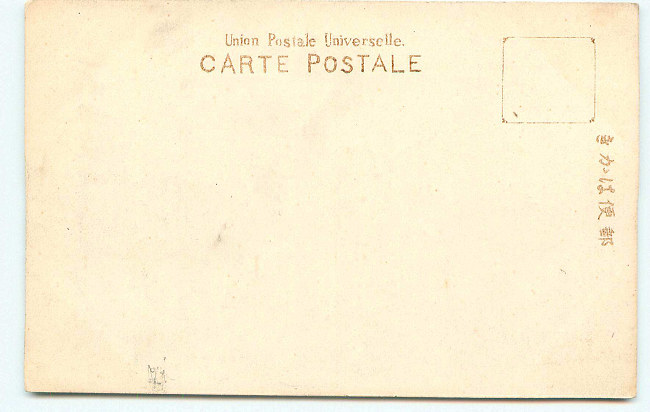 Union Postale Universelle.
CARTE POSTALE
郵便はかき